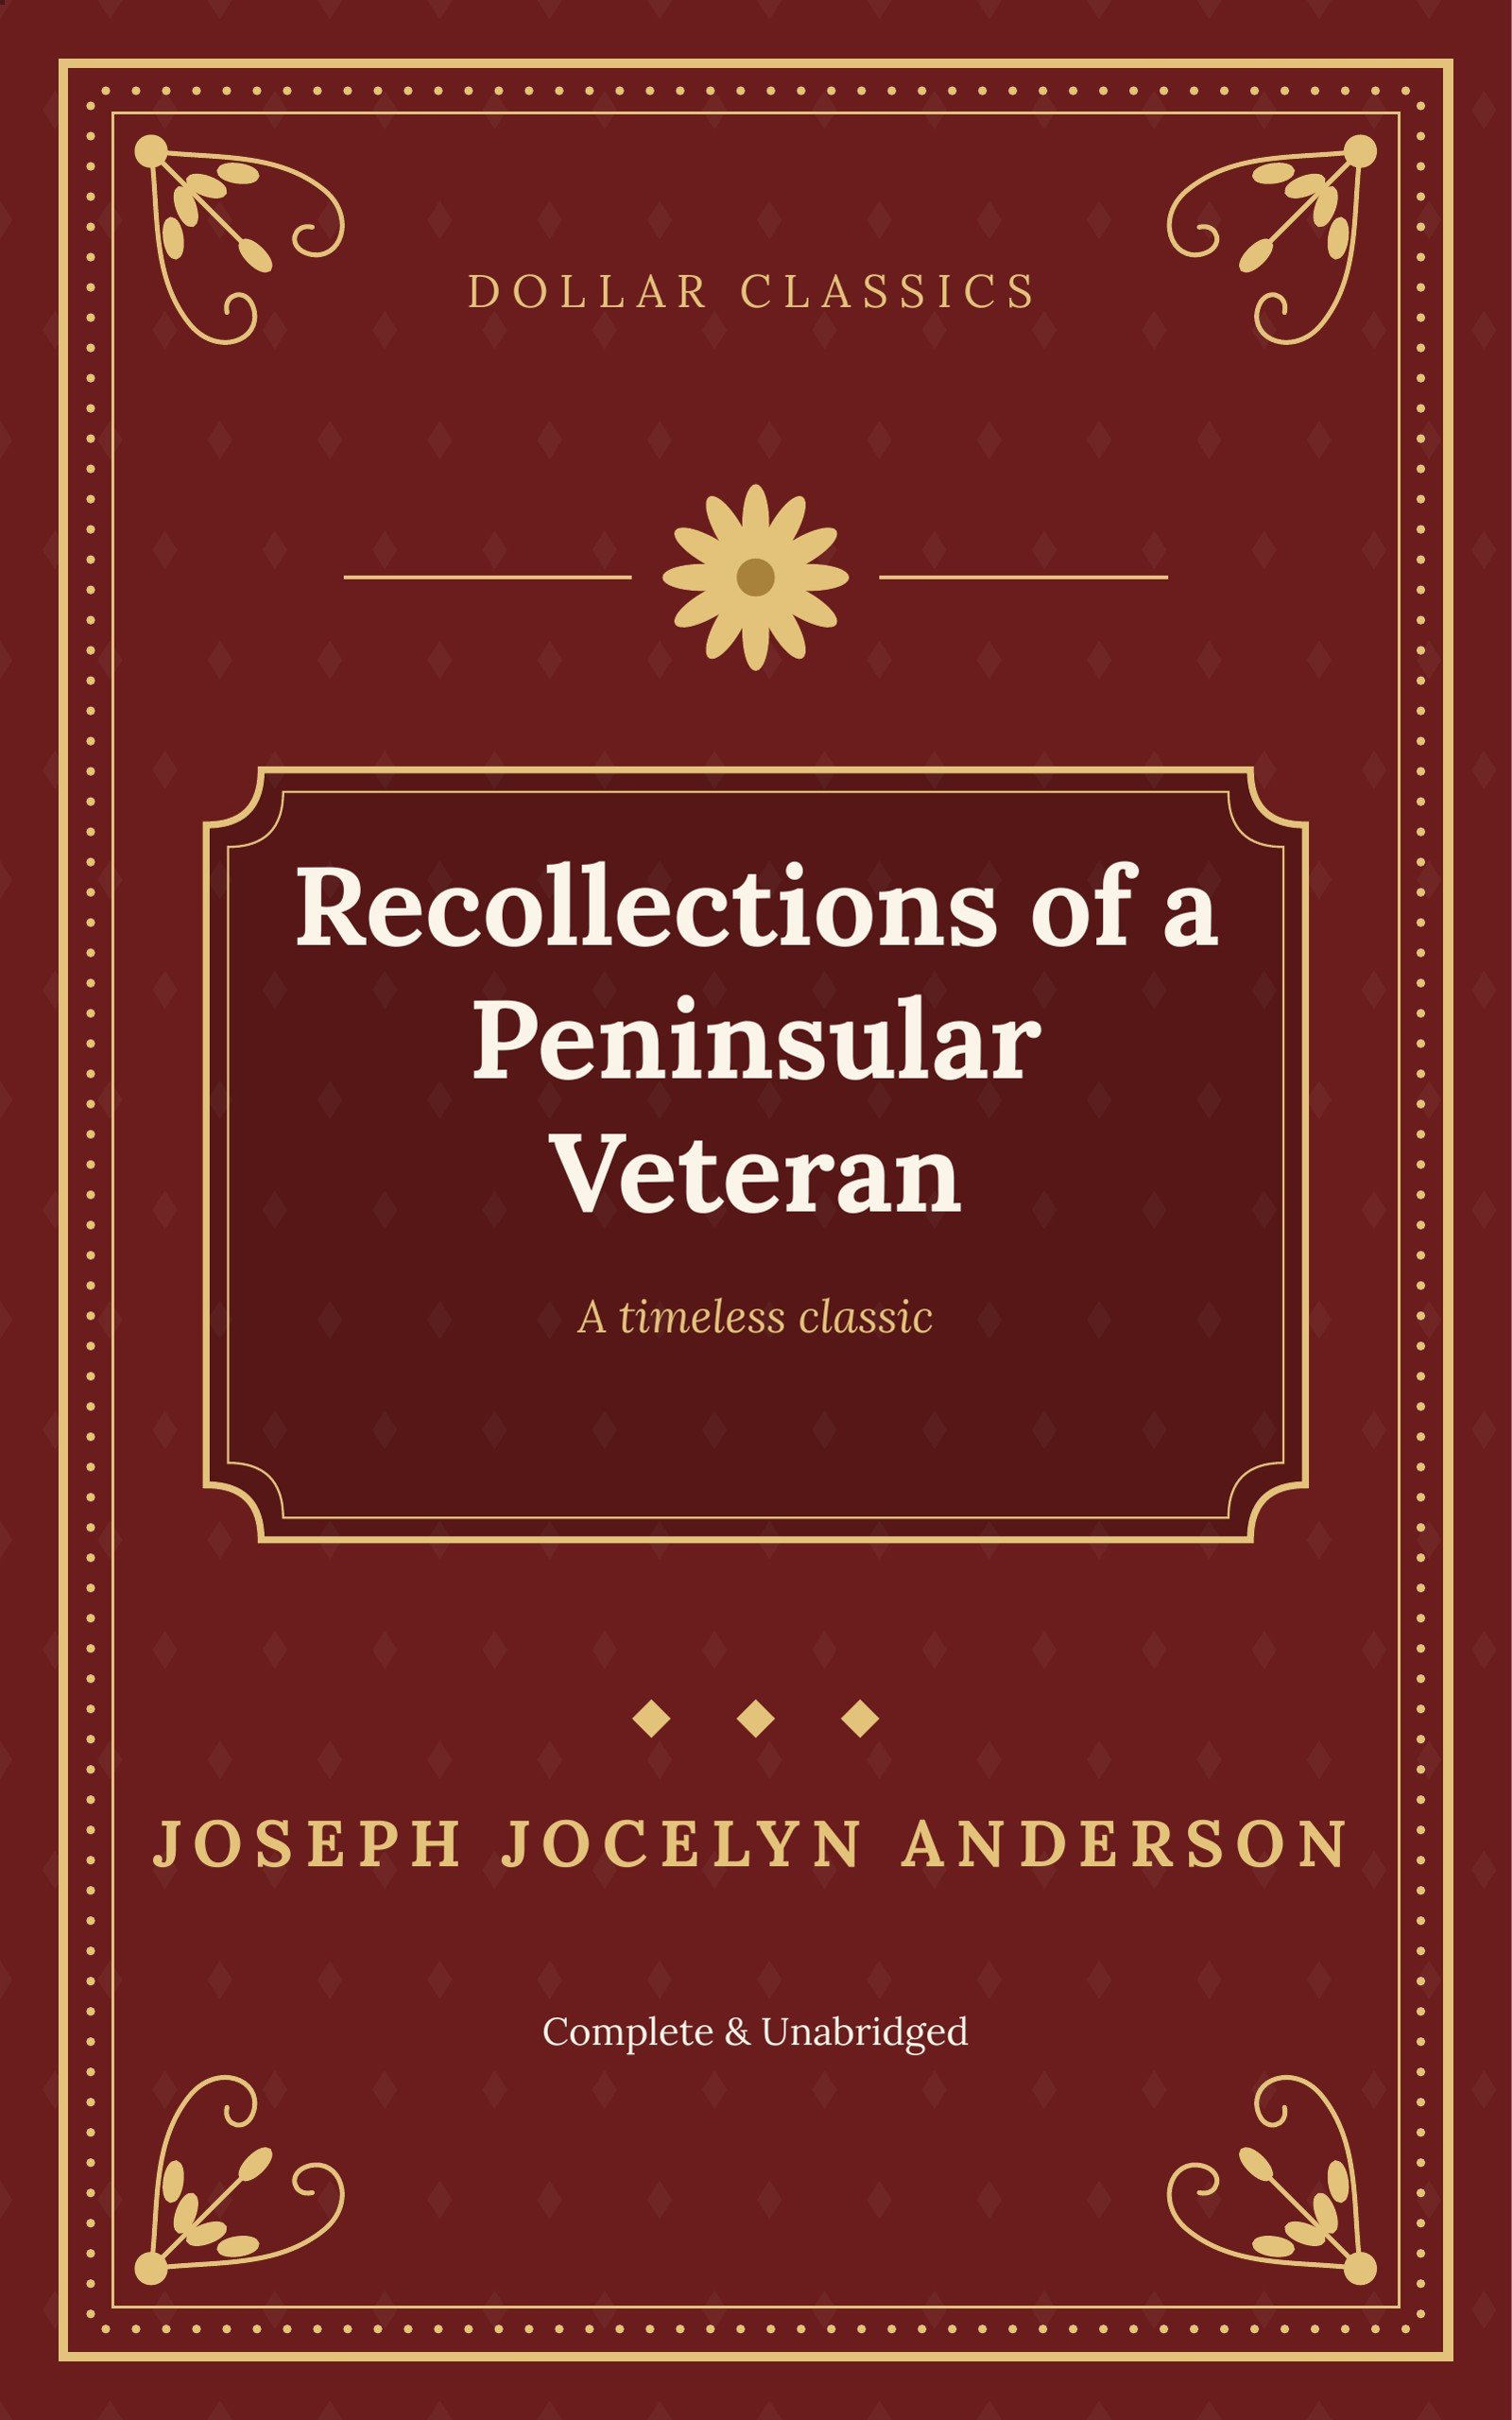 DOLLAR CLASSICS
Recollections of a
Peninsular
Veteran
A timeless classic
JOSEPH JOCELYN ANDERSON
Complete & Unabridged